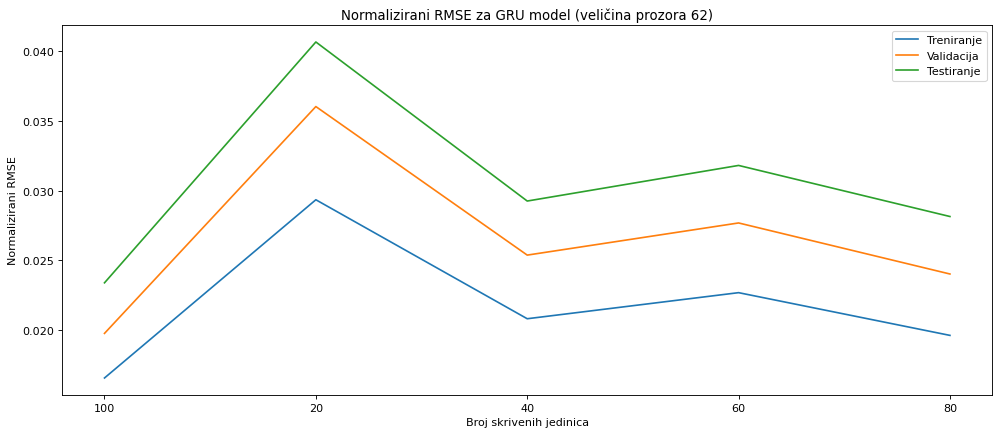 Normalizirani RMSE za GRU model (veličina prozora 62)
Treniranje
Validacija
Testiranje
Normalizirani RMSE
0.040
0.035
0.030
0.025
0.020
100 20 40 60 80
Broj skrivenih jedinica